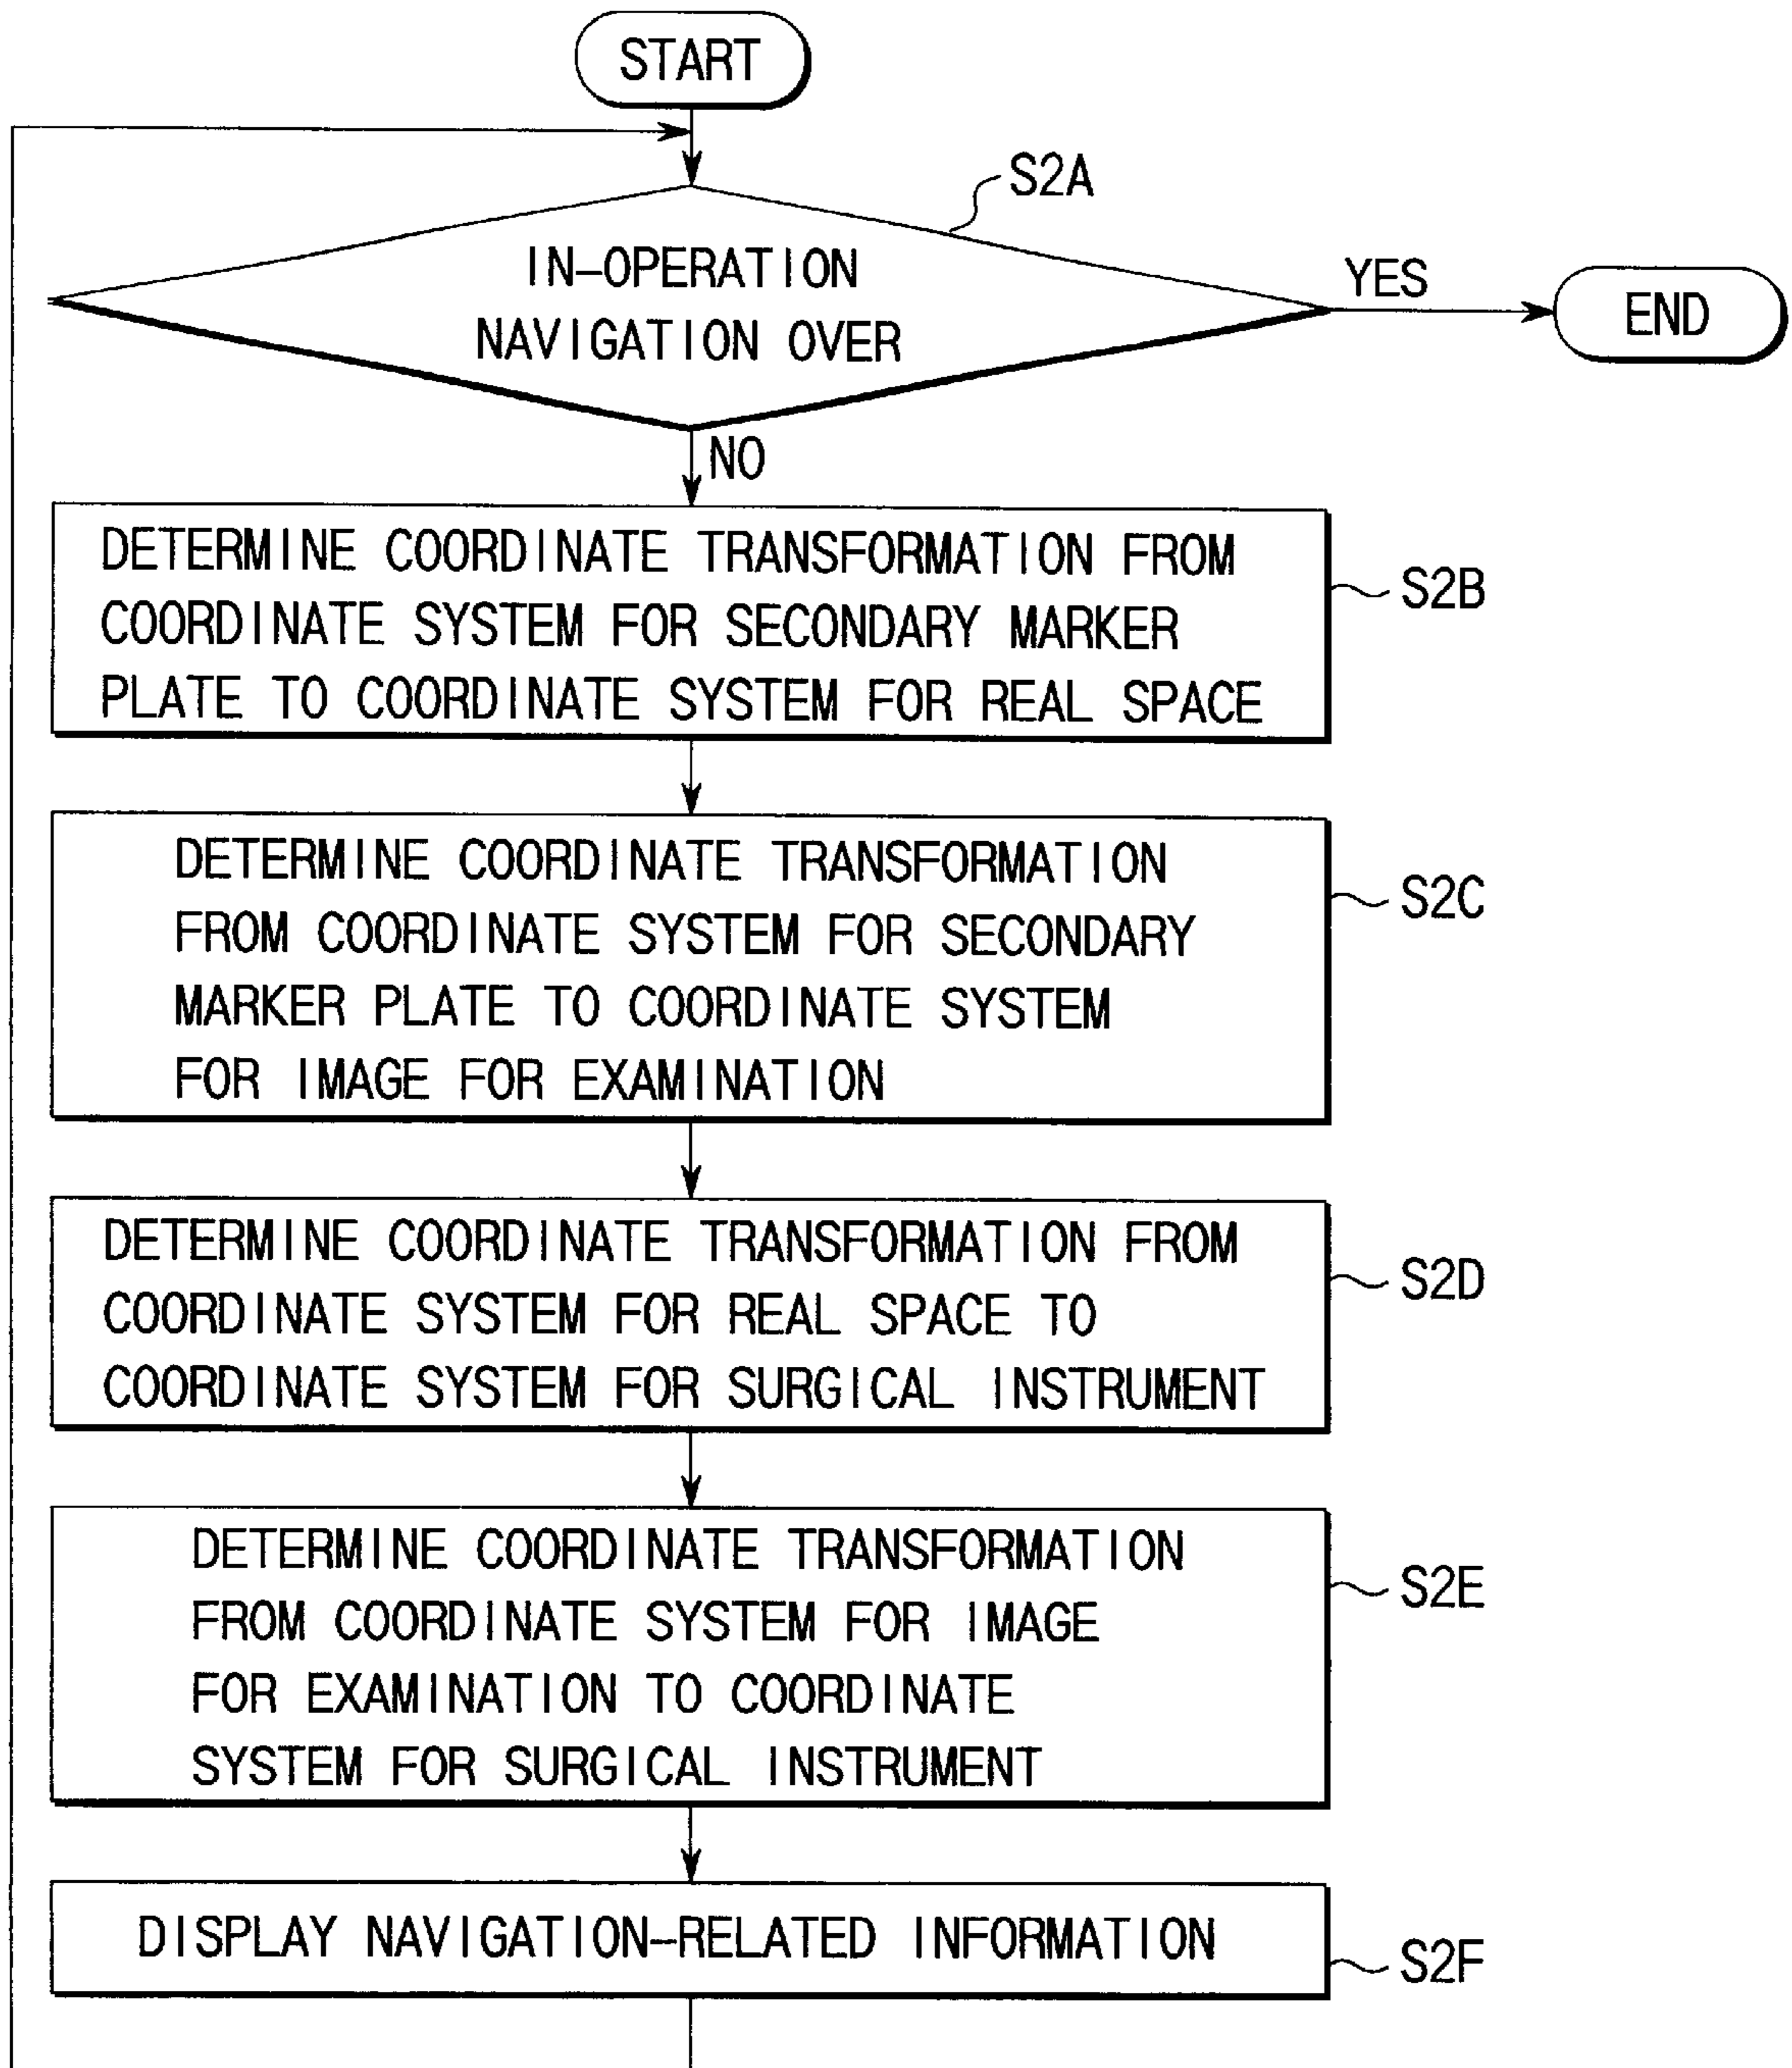 START
S2A
IN-OPERATION
NAVIGATION OVER
YES
END
NO
DETERMINE COORDINATE TRANSFORMATION FROM
COORDINATE SYSTEM FOR SECONDARY MARKER
PLATE TO COORDINATE SYSTEM FOR REAL SPACE
S2B
DETERMINE COORDINATE TRANSFORMATION
FROM COORDINATE SYSTEM FOR SECONDARY
MARKER PLATE TO COORDINATE SYSTEM
FOR IMAGE FOR EXAMINATION
S2C
DETERMINE COORDINATE TRANSFORMATION FROM
COORDINATE SYSTEM FOR REAL SPACE TO
COORDINATE SYSTEM FOR SURGICAL INSTRUMENT
S2D
DETERMINE COORDINATE TRANSFORMATION
FROM COORDINATE SYSTEM FOR IMAGE
FOR EXAMINATION TO COORDINATE
SYSTEM FOR SURGICAL INSTRUMENT
S2E
DISPLAY NAVIGATION-RELATED INFORMATION
S2F